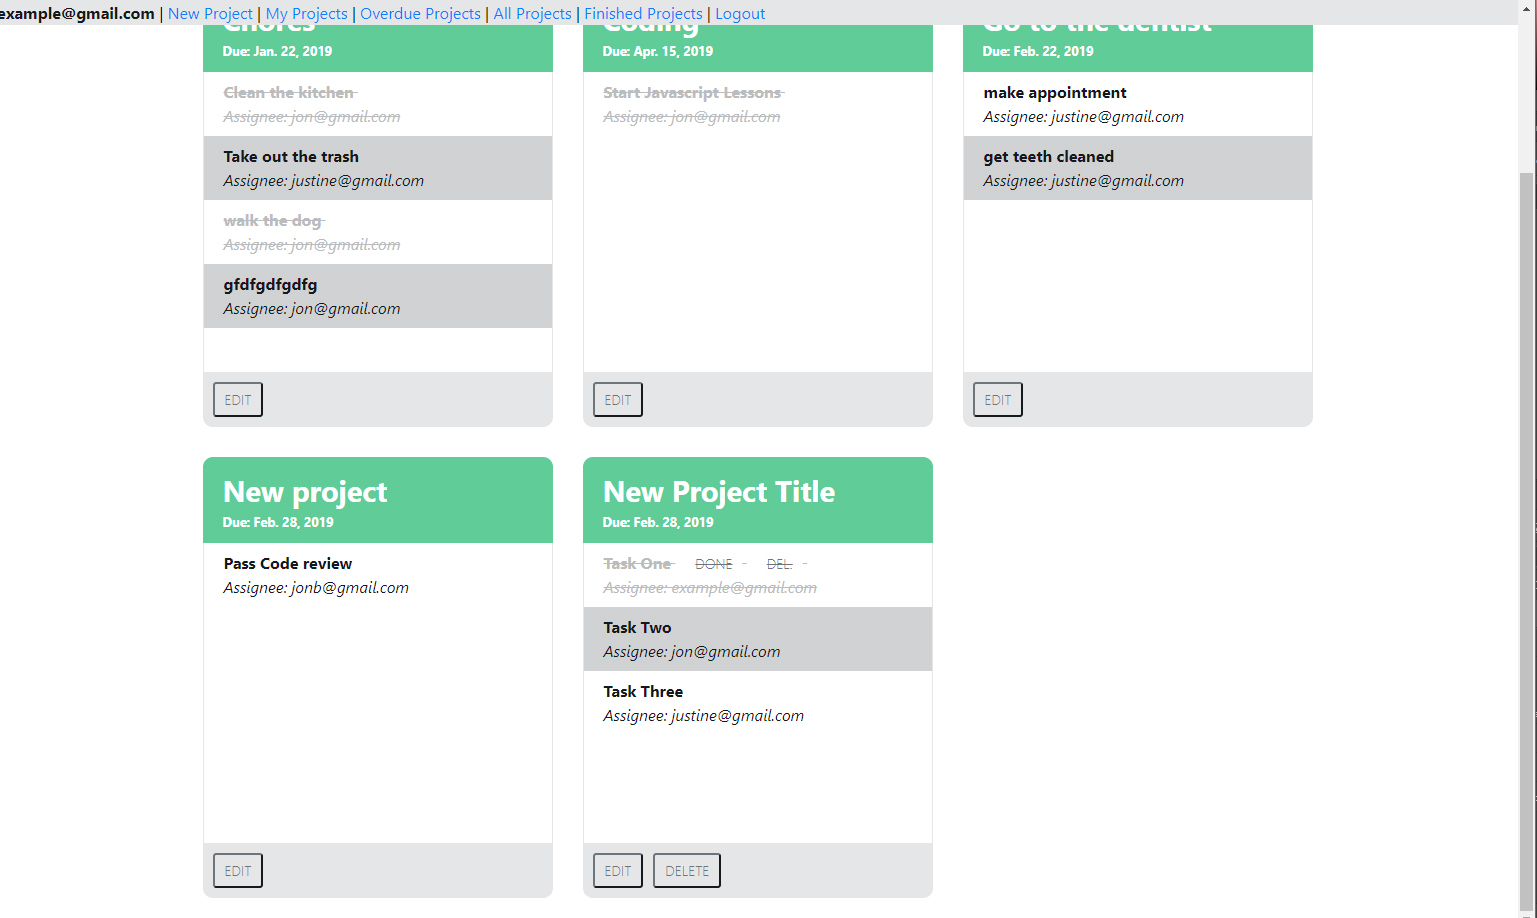 example@gmail.com | New Project | My Projects | Overdue Projects | All Projects | Finished Projects | Logout
Chores
Due: Jan. 22, 2019
Clean the kitchen
Assignee: jon@gmail.com
Take out the trash
Assignee: justine@gmail.com
walk the dog
Assignee: jon@gmail.com
gfdfgdfgdfg
Assignee: jon@gmail.com
EDIT
Coding
Due: Apr. 15, 2019
Start Javascript Lessons
Assignee: jon@gmail.com
EDIT
Go to the dentist
Due: Feb. 22, 2019
make appointment
Assignee: justine@gmail.com
get teeth cleaned
Assignee: justine@gmail.com
EDIT
New project
Due: Feb. 28, 2019
Pass Code review
Assignee: jonb@gmail.com
EDIT
New Project Title
Due: Feb. 28, 2019
Task One DONE - DEL. -
Assignee: example@gmail.com
Task Two
Assignee: jon@gmail.com
Task Three
Assignee: justine@gmail.com
EDIT DELETE